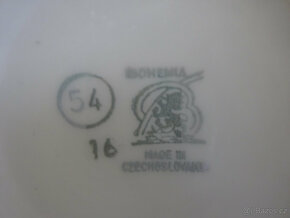 BOHEMIA
54
16
MADE IN
CZECHOSLOVAKIA